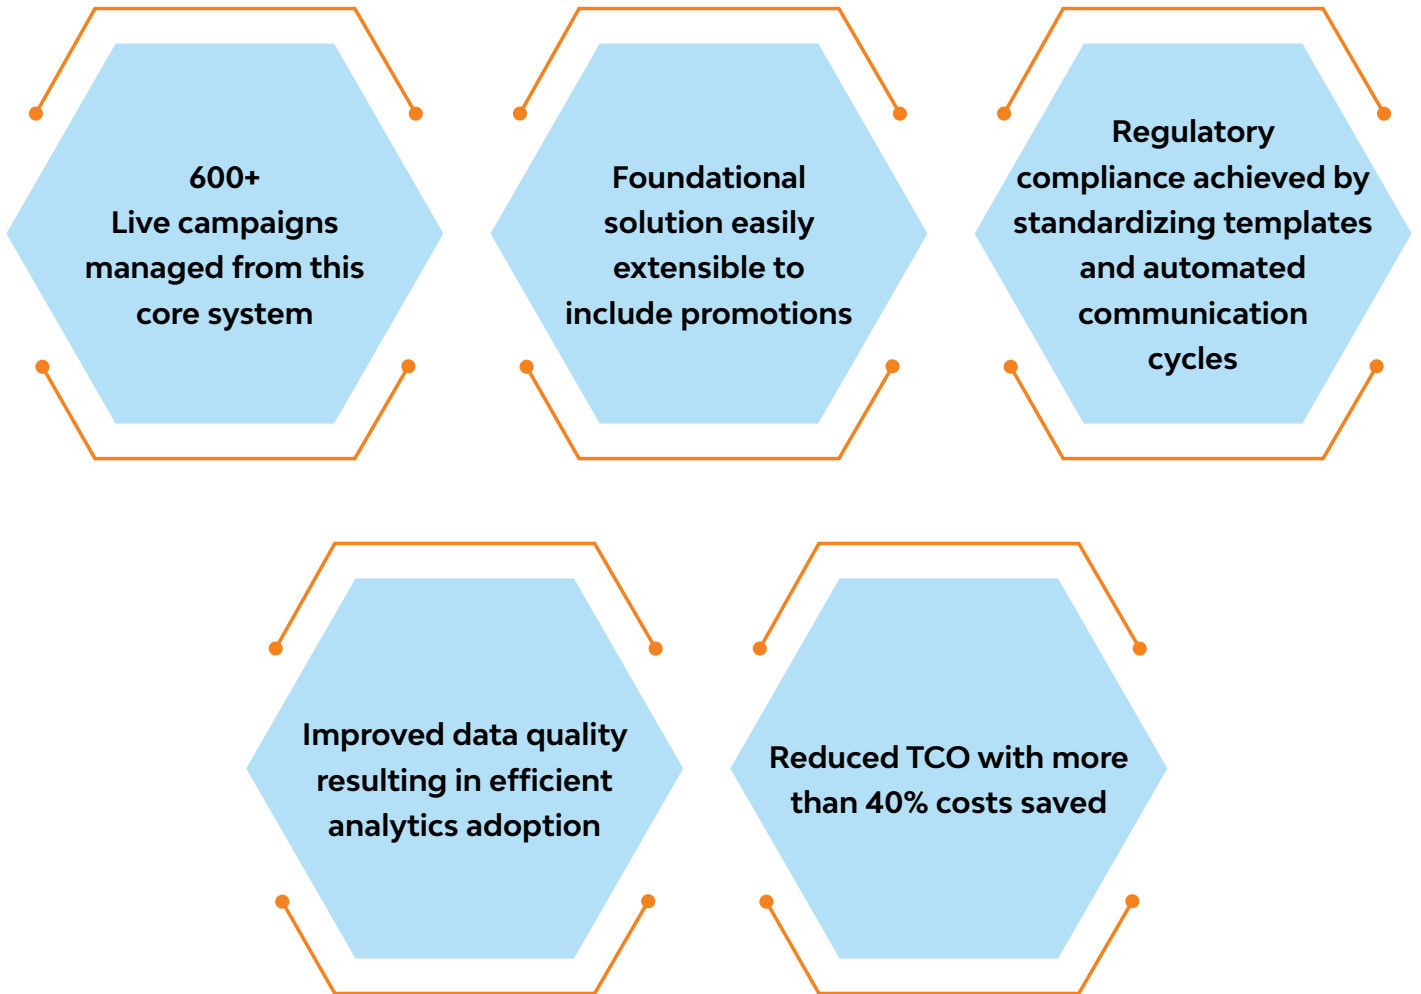 600+
Live campaigns
managed from this
core system
Foundational
solution easily
extensible to
include promotions
Regulatory
compliance achieved by
standardizing templates
and automated
communication
cycles
Improved data quality
resulting in efficient
analytics adoption
Reduced TCO with more
than 40% costs saved